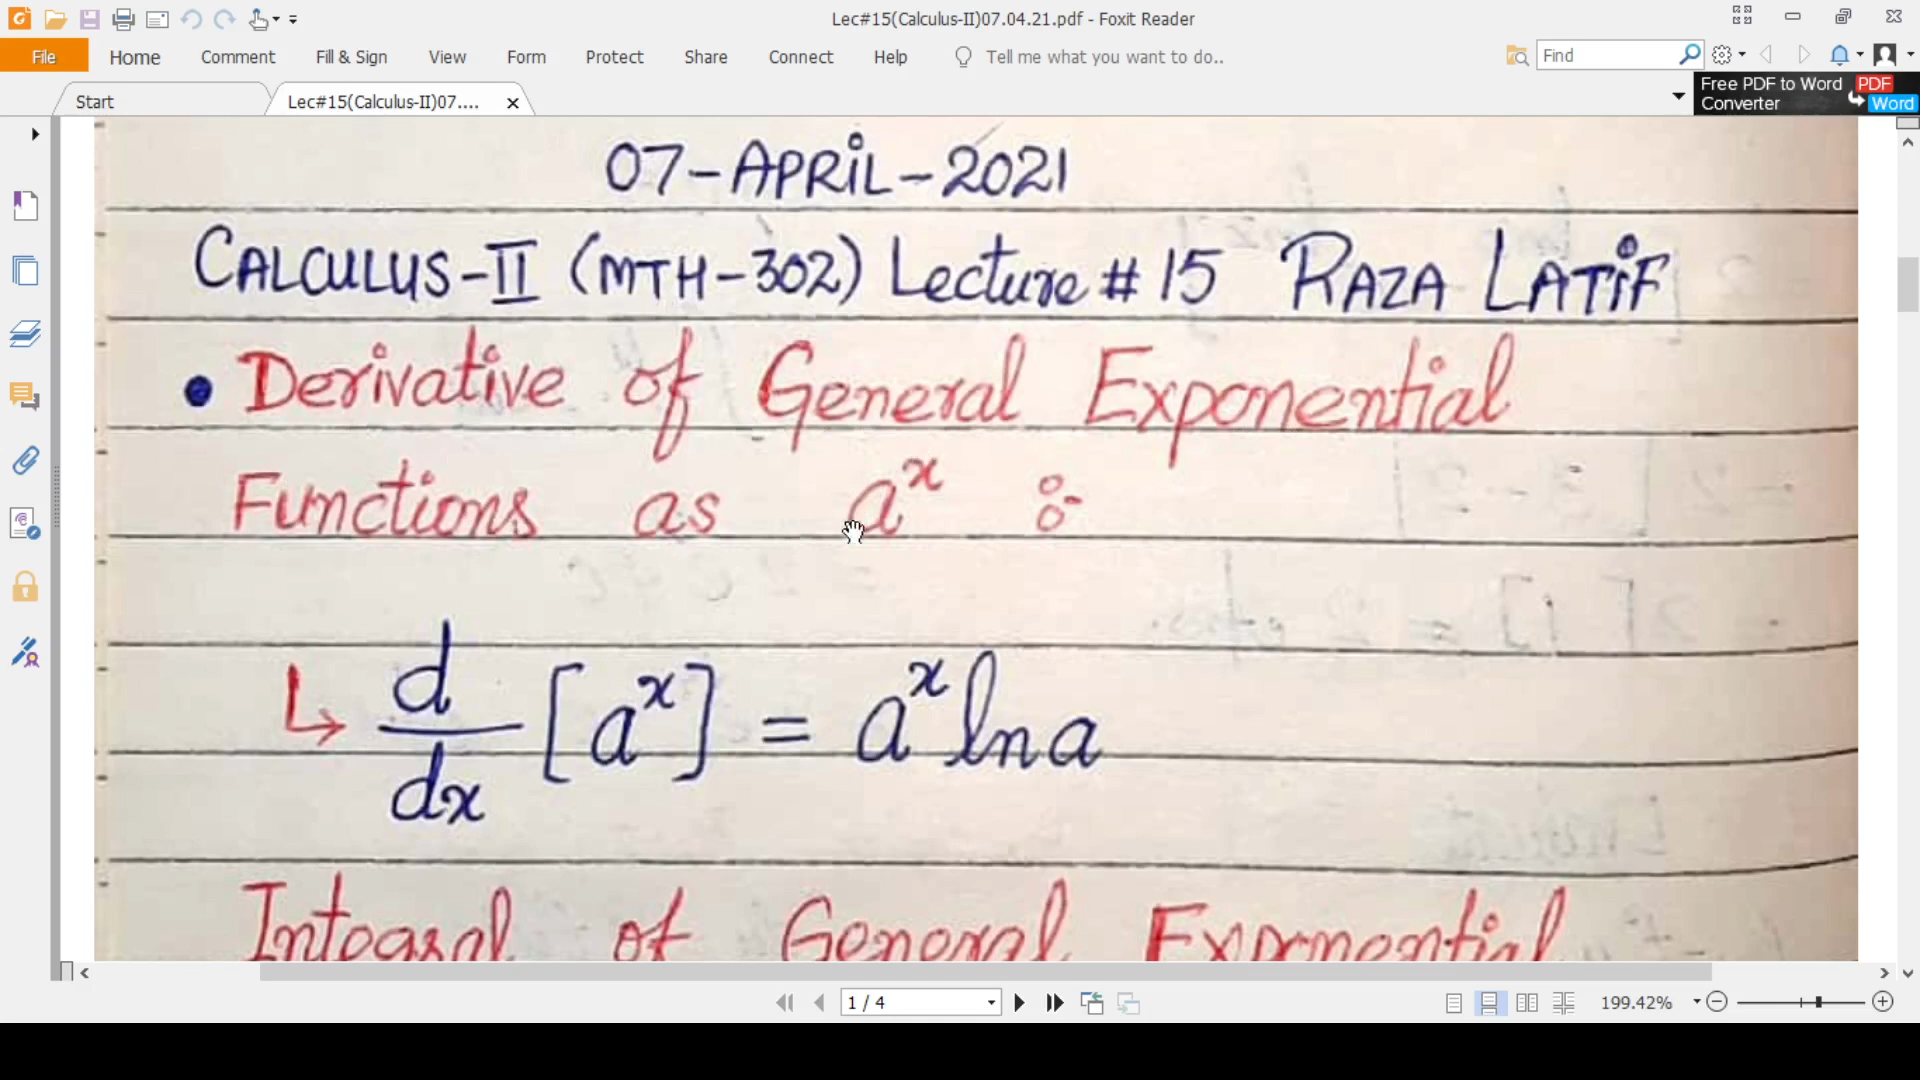 Lec#15(Calculus-II)07.04.21.pdf - Foxit Reader
File Home Comment Fill & Sign View Form Protect Share Connect Help Tell me what you want to do.. Find
Start Lec#15(Calculus-II)07.... Free PDF to Word Converter PDF Word
07-APRiL-2021
CALCULUS-II (MTH-302) Lecture # 15 RAZA LATiF
• Derivative of General Exponential
Functions as a^x :-
↳ d/dx [a^x] = a^x ln a
Integral of General Exponential
1 / 4 199.42%